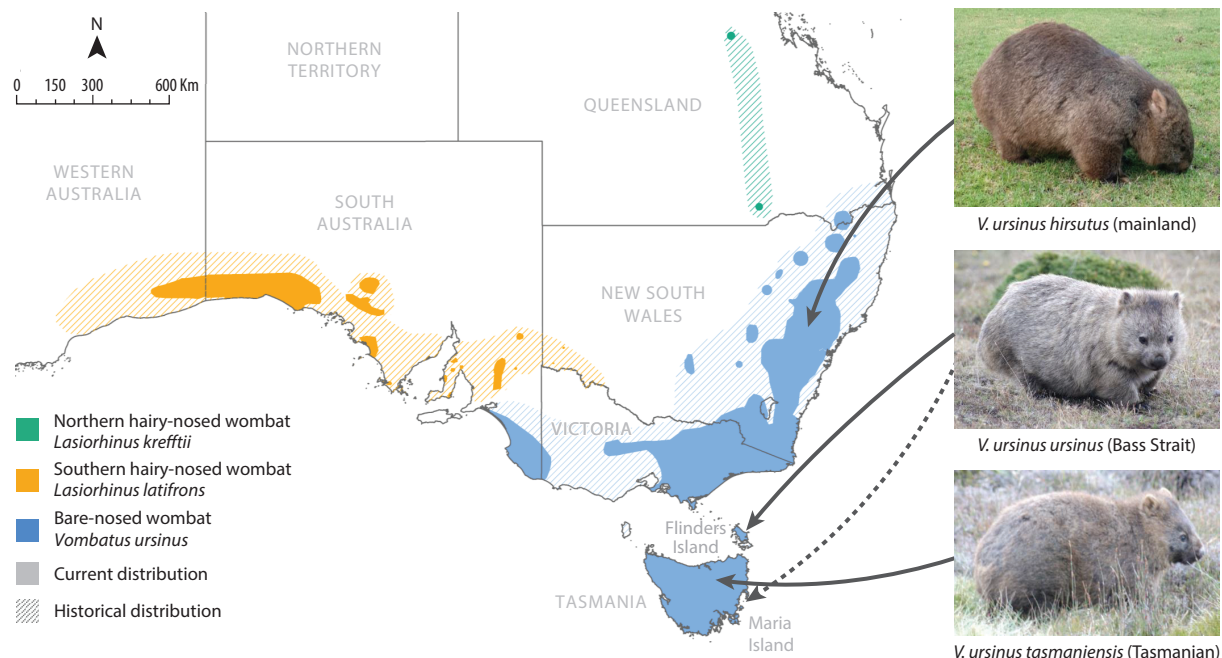 N
0 150 300 600 Km
NORTHERN
TERRITORY
QUEENSLAND
WESTERN
AUSTRALIA
SOUTH
AUSTRALIA
NEW SOUTH
WALES
VICTORIA
Flinders
Island
TASMANIA
Maria
Island
Northern hairy-nosed wombat
Lasiorhinus krefftii
Southern hairy-nosed wombat
Lasiorhinus latifrons
Bare-nosed wombat
Vombatus ursinus
Current distribution
Historical distribution
V. ursinus hirsutus (mainland)
V. ursinus ursinus (Bass Strait)
V. ursinus tasmaniensis (Tasmanian)